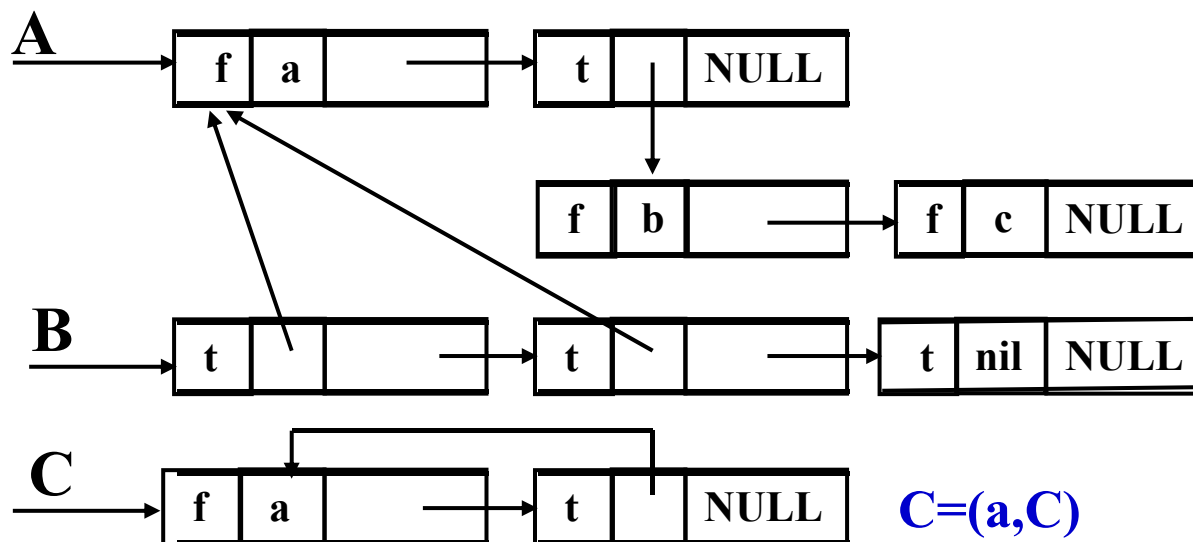 A
f a t NULL
f b f c NULL
B
t t t nil NULL
C
f a t NULL C=(a,C)